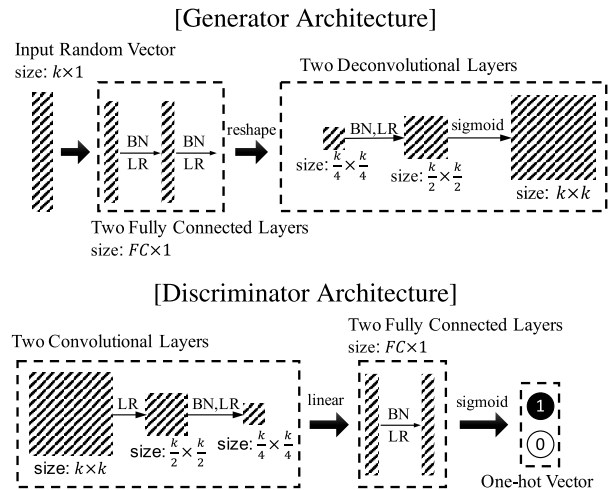 [Generator Architecture]
Input Random Vector
size: k×1
Two Deconvolutional Layers
BN
LR
BN
LR
reshape
BN,LR
sigmoid
size: k/4 × k/4
size: k/2 × k/2
size: k×k
Two Fully Connected Layers
size: FC×1
[Discriminator Architecture]
Two Convolutional Layers
Two Fully Connected Layers
size: FC×1
LR
BN,LR
linear
BN
LR
sigmoid
1
0
size: k×k
size: k/2 × k/2
size: k/4 × k/4
One-hot Vector